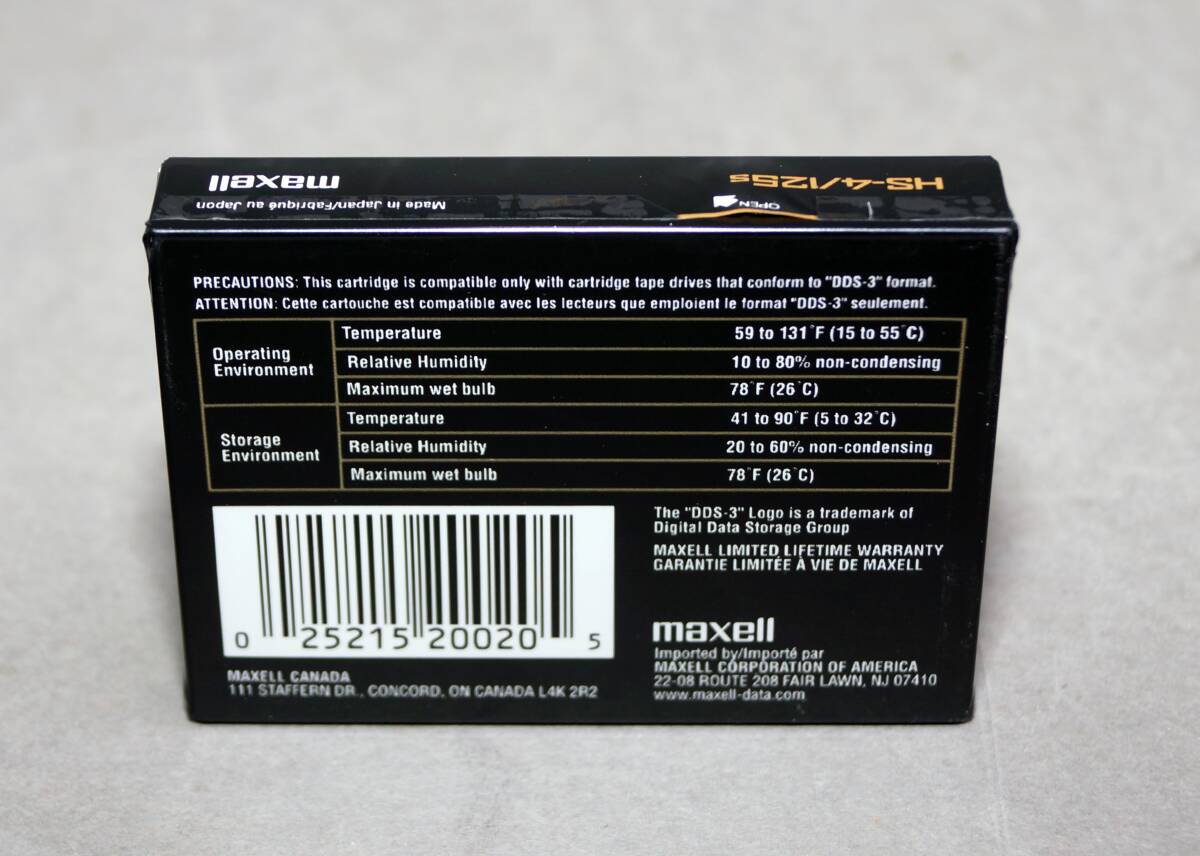 maxell
HS-4/125s
Made in Japan/Fabriqué au Japon
OPEN
PRECAUTIONS: This cartridge is compatible only with cartridge tape drives that conform to "DDS-3" format.
ATTENTION: Cette cartouche est compatible avec les lecteurs que emploient le format "DDS-3" seulement.
Operating Environment
Temperature 59 to 131°F (15 to 55°C)
Relative Humidity 10 to 80% non-condensing
Maximum wet bulb 78°F (26°C)
Storage Environment
Temperature 41 to 90°F (5 to 32°C)
Relative Humidity 20 to 60% non-condensing
Maximum wet bulb 78°F (26°C)
0 25215 20020 5
MAXELL CANADA
111 STAFFERN DR., CONCORD, ON CANADA L4K 2R2
The "DDS-3" Logo is a trademark of
Digital Data Storage Group
MAXELL LIMITED LIFETIME WARRANTY
GARANTIE LIMITÉE À VIE DE MAXELL
maxell
Imported by/Importé par
MAXELL CORPORATION OF AMERICA
22-08 ROUTE 208 FAIR LAWN, NJ 07410
www.maxell-data.com